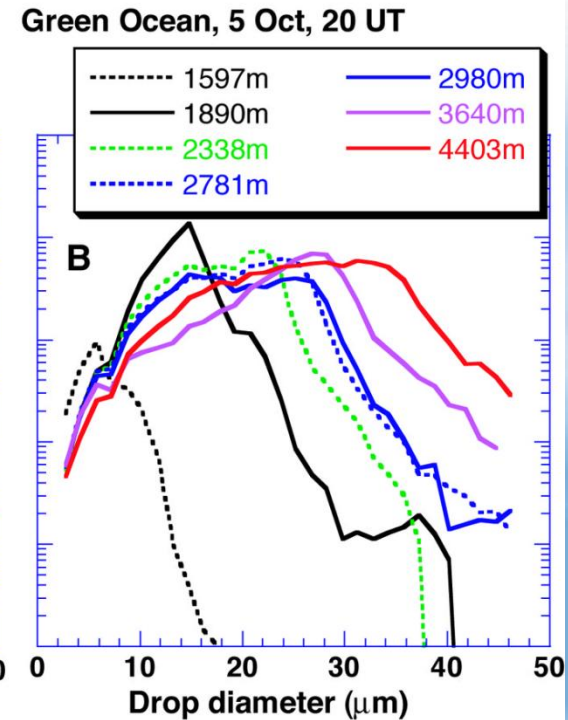 Green Ocean, 5 Oct, 20 UT
1597m
1890m
2338m
2781m
2980m
3640m
4403m
B
0 0 10 20 30 40 50
Drop diameter (μm)